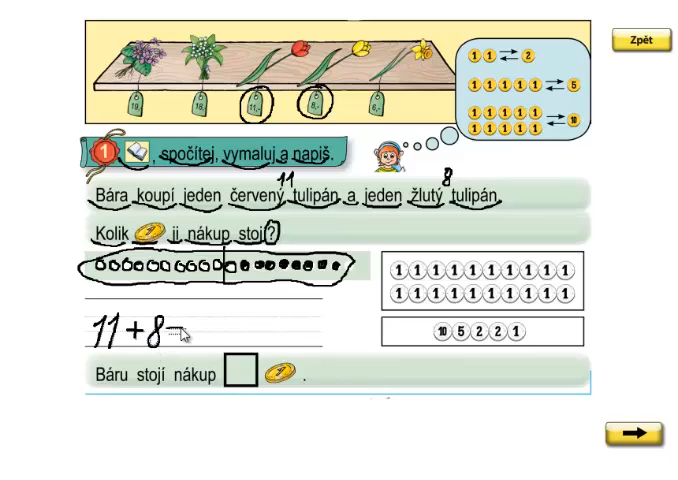 Zpět
1 1 2
1 1 1 1 1 5
1 1 1 1 1 10
1 1 1 1 1
19,- 18,- 11,- 8,- 6,-
1 , spočítej, vymaluj a napiš.
11 8
Bára koupí jeden červený tulipán a jeden žlutý tulipán.
Kolik 1 jí nákup stojí?
1 1 1 1 1 1 1 1 1 1
1 1 1 1 1 1 1 1 1 1
11+8=
10 5 2 2 1
Báru stojí nákup 1 .